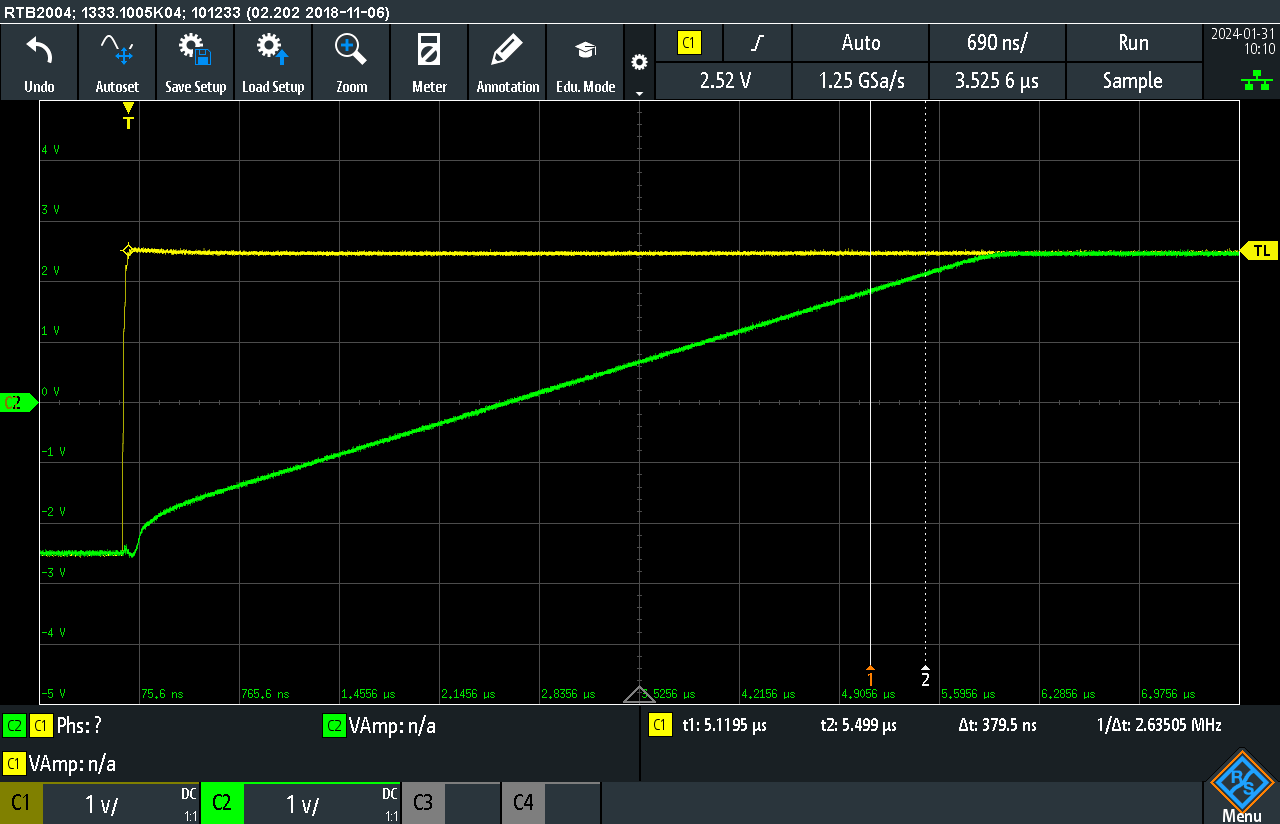 RTB2004; 1333.1005K04; 101233 (02.202 2018-11-06)
Undo
Autoset
Save Setup
Load Setup
Zoom
Meter
Annotation
Edu. Mode
C1
Auto
690 ns/
Run
2024-01-31
10:10
2.52 V
1.25 GSa/s
3.525 6 µs
Sample
T
4 V
3 V
TL
2 V
1 V
0 V
C2
-1 V
-2 V
-3 V
-4 V
1
2
-5 V
75,6 ns
765,6 ns
1,4556 µs
2,1456 µs
2,8356 µs
3,5256 µs
4,2156 µs
4,9056 µs
5,5956 µs
6,2856 µs
6,9756 µs
C2 C1 Phs: ?
C2 VAmp: n/a
C1 t1: 5.1195 µs t2: 5.499 µs Δt: 379.5 ns 1/Δt: 2.63505 MHz
C1 VAmp: n/a
C1 1 V/ DC 1:1
C2 1 V/ DC 1:1
C3
C4
R S
Menu